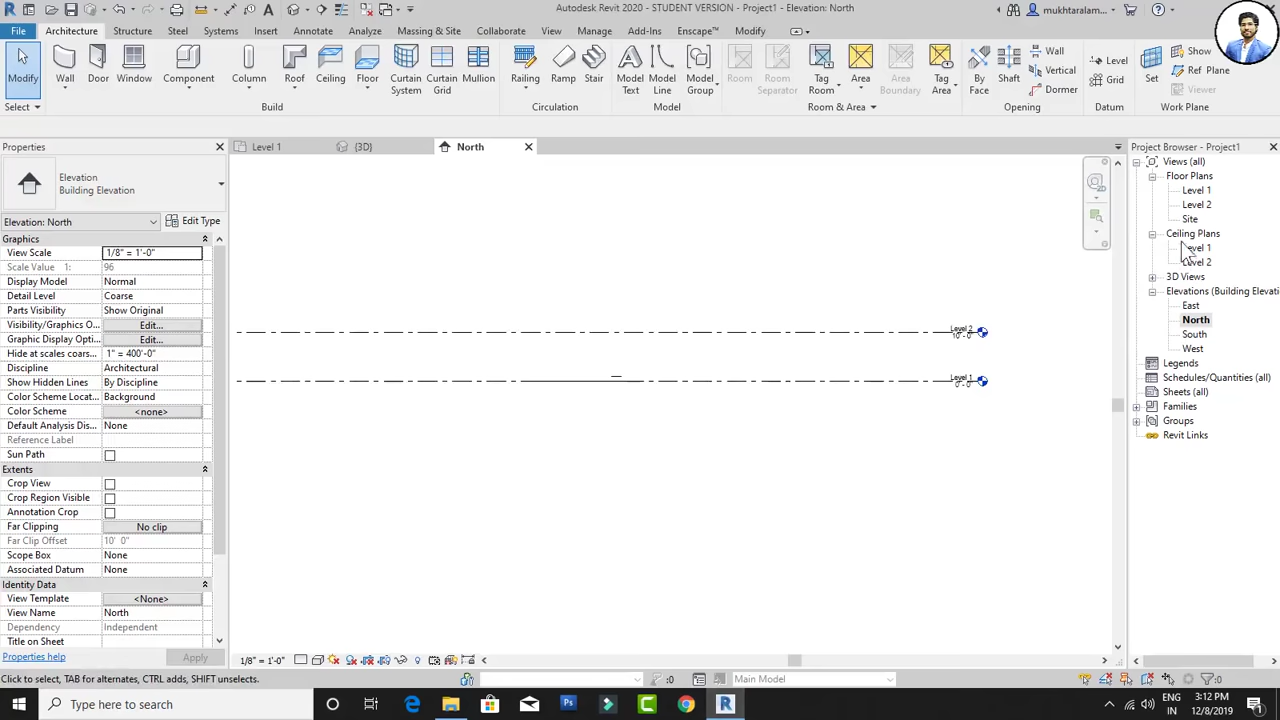 Autodesk Revit 2020 - STUDENT VERSION - Project1 - Elevation: North
mukhtaralam...
File Architecture Structure Steel Systems Insert Annotate Analyze Massing & Site Collaborate View Manage Add-Ins Enscape™ Modify
Modify Wall Door Window Component Column Roof Ceiling Floor Curtain System Curtain Grid Mullion Railing Ramp Stair Model Text Model Line Model Group Room Room Separator Tag Room Area Area Boundary Tag Area By Face Shaft Wall Vertical Dormer Level Grid Set Show Ref Plane Viewer
Select Build Circulation Model Room & Area Opening Datum Work Plane
Properties
Level 1
{3D}
North
Project Browser - Project1
Elevation
Building Elevation
Elevation: North
Edit Type
Graphics
View Scale 1/8" = 1'-0"
Scale Value 1: 96
Display Model Normal
Detail Level Coarse
Parts Visibility Show Original
Visibility/Graphics O... Edit...
Graphic Display Opti... Edit...
Hide at scales coars... 1" = 400'-0"
Discipline Architectural
Show Hidden Lines By Discipline
Color Scheme Locat... Background
Color Scheme <none>
Default Analysis Dis... None
Reference Label
Sun Path
Extents
Crop View
Crop Region Visible
Annotation Crop
Far Clipping No clip
Far Clip Offset 10' 0"
Scope Box None
Associated Datum None
Identity Data
View Template <None>
View Name North
Dependency Independent
Title on Sheet
Properties help
Apply
Level 2
10' - 0"
Level 1
0' - 0"
Views (all)
Floor Plans
Level 1
Level 2
Site
Ceiling Plans
Level 1
Level 2
3D Views
Elevations (Building Elevati
East
North
South
West
Legends
Schedules/Quantities (all)
Sheets (all)
Families
Groups
Revit Links
1/8" = 1'-0"
Click to select, TAB for alternates, CTRL adds, SHIFT unselects.
:0
Main Model
:0
Type here to search
ENG
IN
3:12 PM
12/8/2019